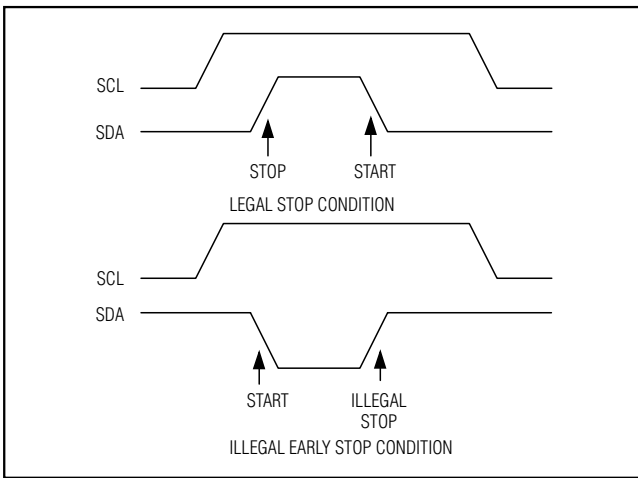 SCL
SDA
STOP START
LEGAL STOP CONDITION
SCL
SDA
START ILLEGAL
STOP
ILLEGAL EARLY STOP CONDITION